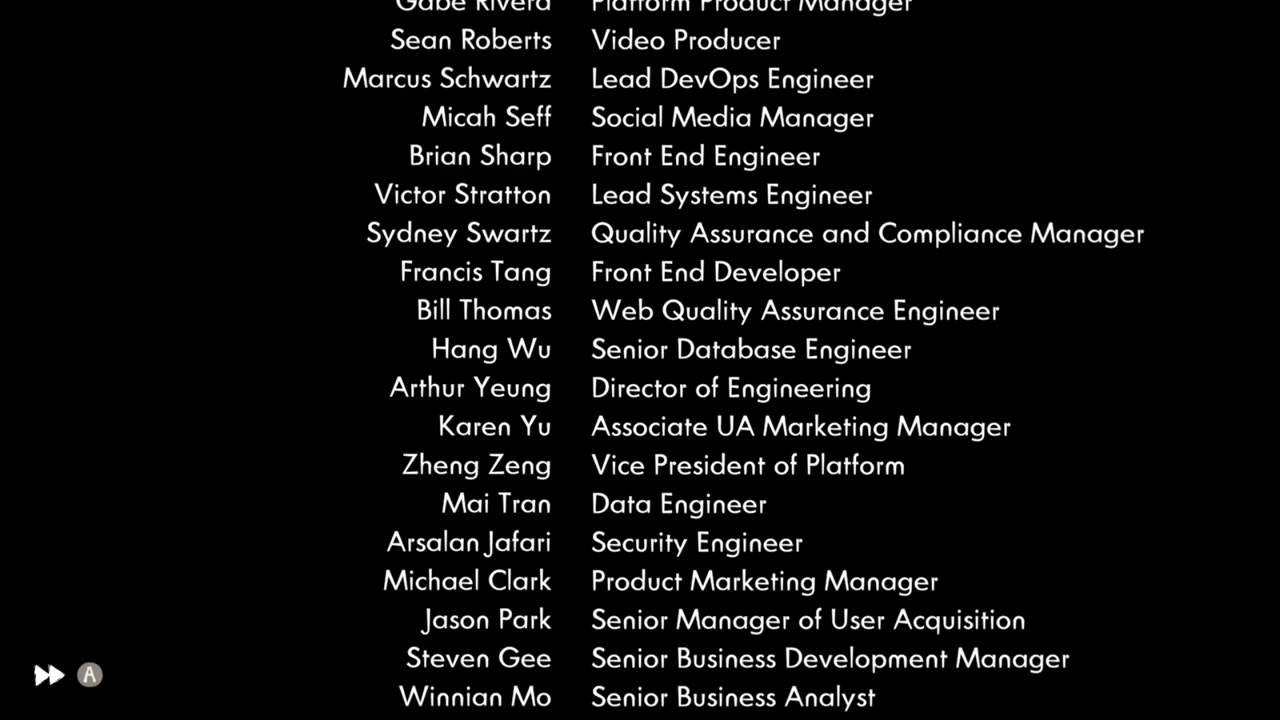 Gabe Rivera Platform Product Manager
Sean Roberts Video Producer
Marcus Schwartz Lead DevOps Engineer
Micah Seff Social Media Manager
Brian Sharp Front End Engineer
Victor Stratton Lead Systems Engineer
Sydney Swartz Quality Assurance and Compliance Manager
Francis Tang Front End Developer
Bill Thomas Web Quality Assurance Engineer
Hang Wu Senior Database Engineer
Arthur Yeung Director of Engineering
Karen Yu Associate UA Marketing Manager
Zheng Zeng Vice President of Platform
Mai Tran Data Engineer
Arsalan Jafari Security Engineer
Michael Clark Product Marketing Manager
Jason Park Senior Manager of User Acquisition
Steven Gee Senior Business Development Manager
A
Winnian Mo Senior Business Analyst